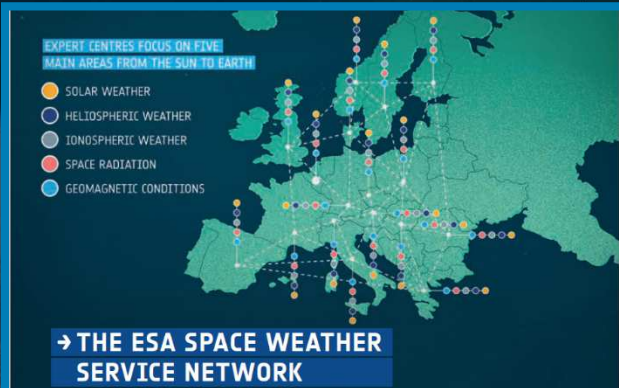 EXPERT CENTRES FOCUS ON FIVE
MAIN AREAS FROM THE SUN TO EARTH
SOLAR WEATHER
HELIOSPHERIC WEATHER
IONOSPHERIC WEATHER
SPACE RADIATION
GEOMAGNETIC CONDITIONS
→ THE ESA SPACE WEATHER
SERVICE NETWORK